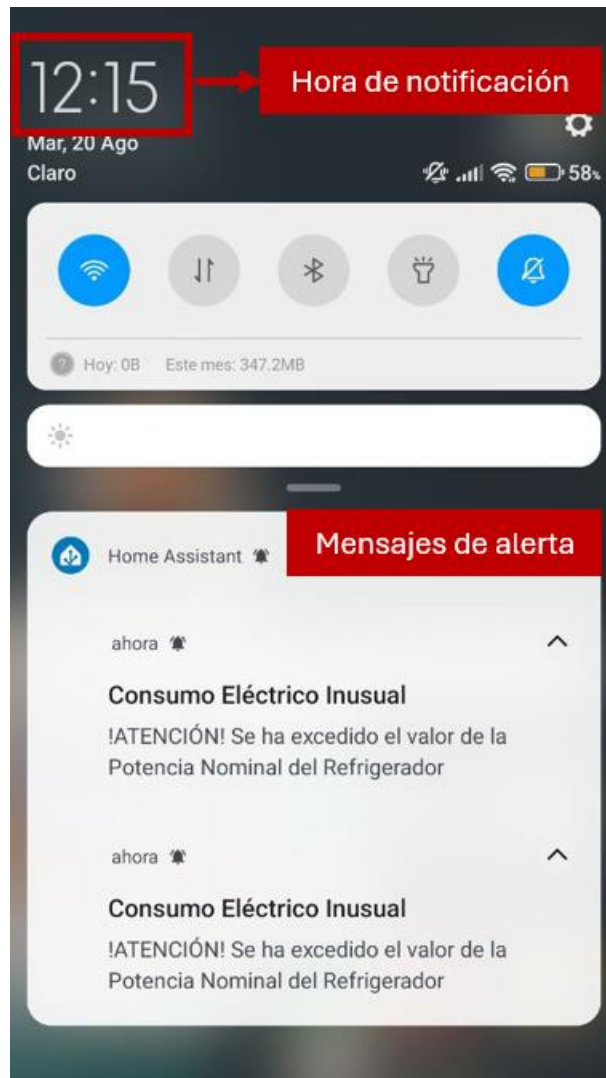 12:15
Hora de notificación
Mar, 20 Ago
Claro
58%
Hoy: 0B Este mes: 347.2MB
Home Assistant
Mensajes de alerta
ahora
Consumo Eléctrico Inusual
!ATENCIÓN! Se ha excedido el valor de la
Potencia Nominal del Refrigerador
ahora
Consumo Eléctrico Inusual
!ATENCIÓN! Se ha excedido el valor de la
Potencia Nominal del Refrigerador